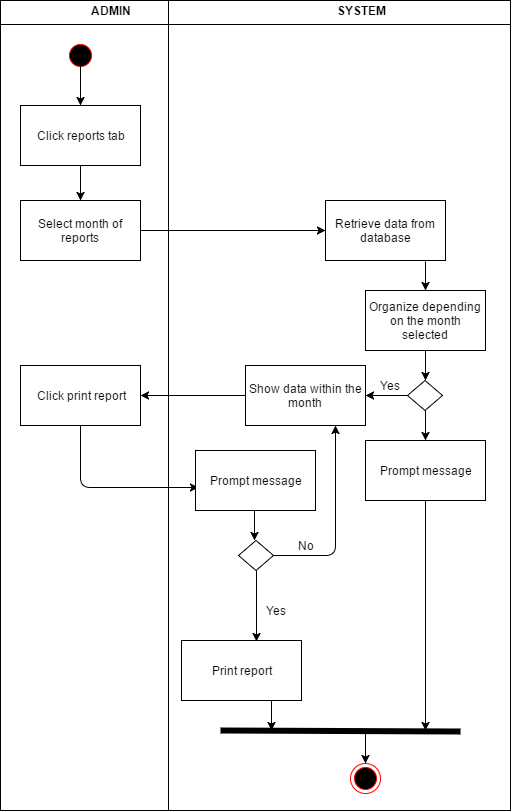 ADMIN
SYSTEM
Click reports tab
Select month of
reports
Retrieve data from
database
Organize depending
on the month
selected
Click print report
Show data within the
month
Yes
Prompt message
Prompt message
No
Yes
Print report